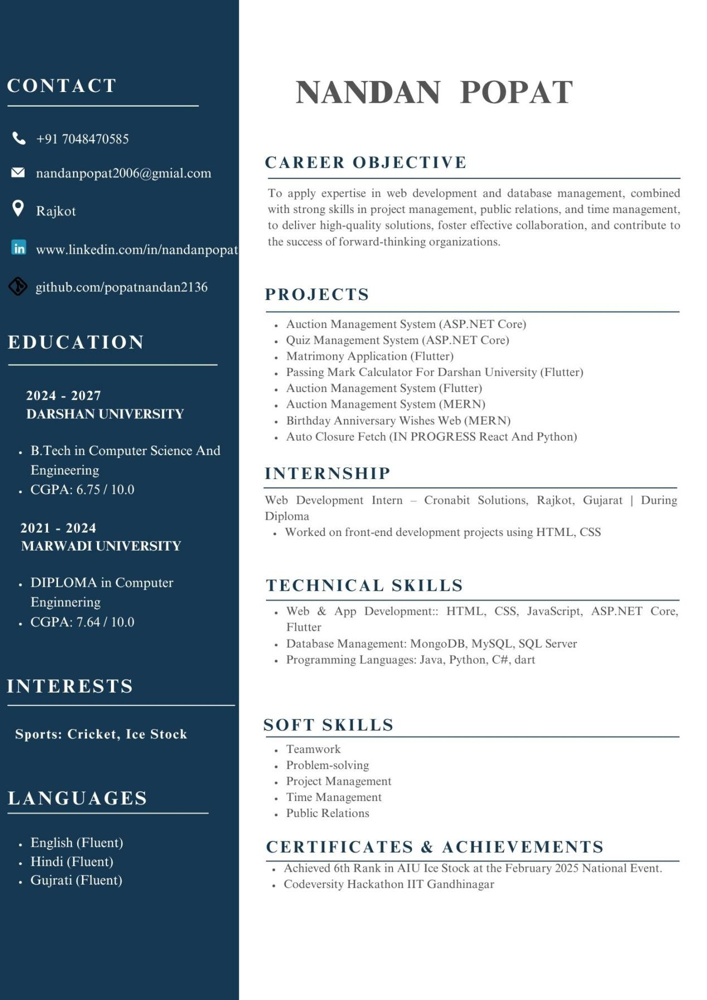 CONTACT
+91 7048470585
nandanpopat2006@gmial.com
Rajkot
www.linkedin.com/in/nandanpopat
github.com/popatnandan2136
EDUCATION
2024 - 2027
DARSHAN UNIVERSITY
• B.Tech in Computer Science And
Engineering
• CGPA: 6.75 / 10.0
2021 - 2024
MARWADI UNIVERSITY
• DIPLOMA in Computer
Enginnering
• CGPA: 7.64 / 10.0
INTERESTS
Sports: Cricket, Ice Stock
LANGUAGES
• English (Fluent)
• Hindi (Fluent)
• Gujrati (Fluent)
NANDAN POPAT
CAREER OBJECTIVE
To apply expertise in web development and database management, combined
with strong skills in project management, public relations, and time management,
to deliver high-quality solutions, foster effective collaboration, and contribute to
the success of forward-thinking organizations.
PROJECTS
• Auction Management System (ASP.NET Core)
• Quiz Management System (ASP.NET Core)
• Matrimony Application (Flutter)
• Passing Mark Calculator For Darshan University (Flutter)
• Auction Management System (Flutter)
• Auction Management System (MERN)
• Birthday Anniversary Wishes Web (MERN)
• Auto Closure Fetch (IN PROGRESS React And Python)
INTERNSHIP
Web Development Intern – Cronabit Solutions, Rajkot, Gujarat | During
Diploma
• Worked on front-end development projects using HTML, CSS
TECHNICAL SKILLS
• Web & App Development:: HTML, CSS, JavaScript, ASP.NET Core,
Flutter
• Database Management: MongoDB, MySQL, SQL Server
• Programming Languages: Java, Python, C#, dart
SOFT SKILLS
• Teamwork
• Problem-solving
• Project Management
• Time Management
• Public Relations
CERTIFICATES & ACHIEVEMENTS
• Achieved 6th Rank in AIU Ice Stock at the February 2025 National Event.
• Codeversity Hackathon IIT Gandhinagar